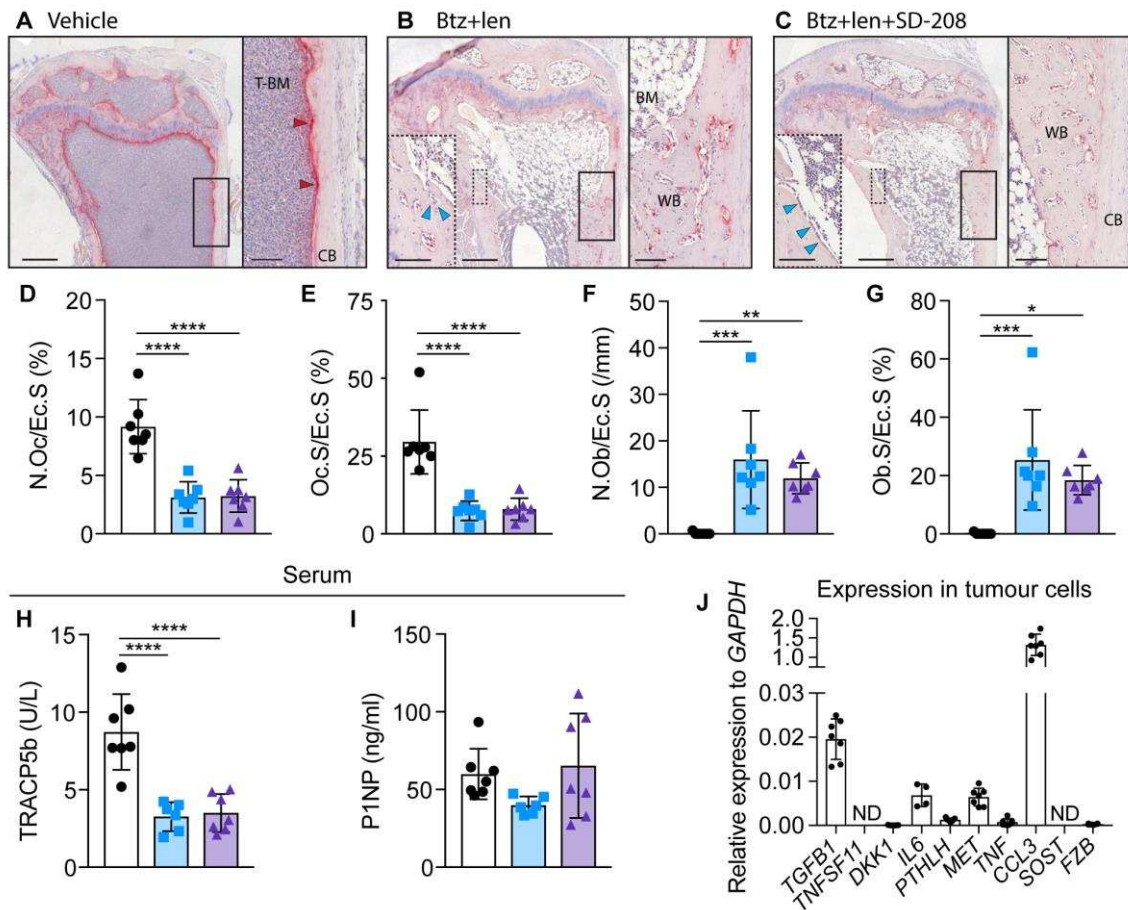 A Vehicle
B Btz+len
C Btz+len+SD-208
T-BM
CB
BM
WB
WB
CB
D
N.Oc/Ec.S (%)
20
15
10
5
0
****
****
E
Oc.S/Ec.S (%)
75
50
25
0
****
****
F
N.Ob/Ec.S (/mm)
50
40
30
20
10
0
**
***
G
Ob.S/Ec.S (%)
80
60
40
20
0
*
***
Serum
H
TRACP5b (U/L)
15
10
5
0
****
****
I
P1NP (ng/ml)
150
100
50
0
J
Expression in tumour cells
Relative expression to GAPDH
2.0
1.5
1.0
0.03
0.02
0.01
0.00
ND
ND
TGFB1
TNFSF11
DKK1
IL6
PTHLH
MET
TNF
CCL3
SOST
FZB